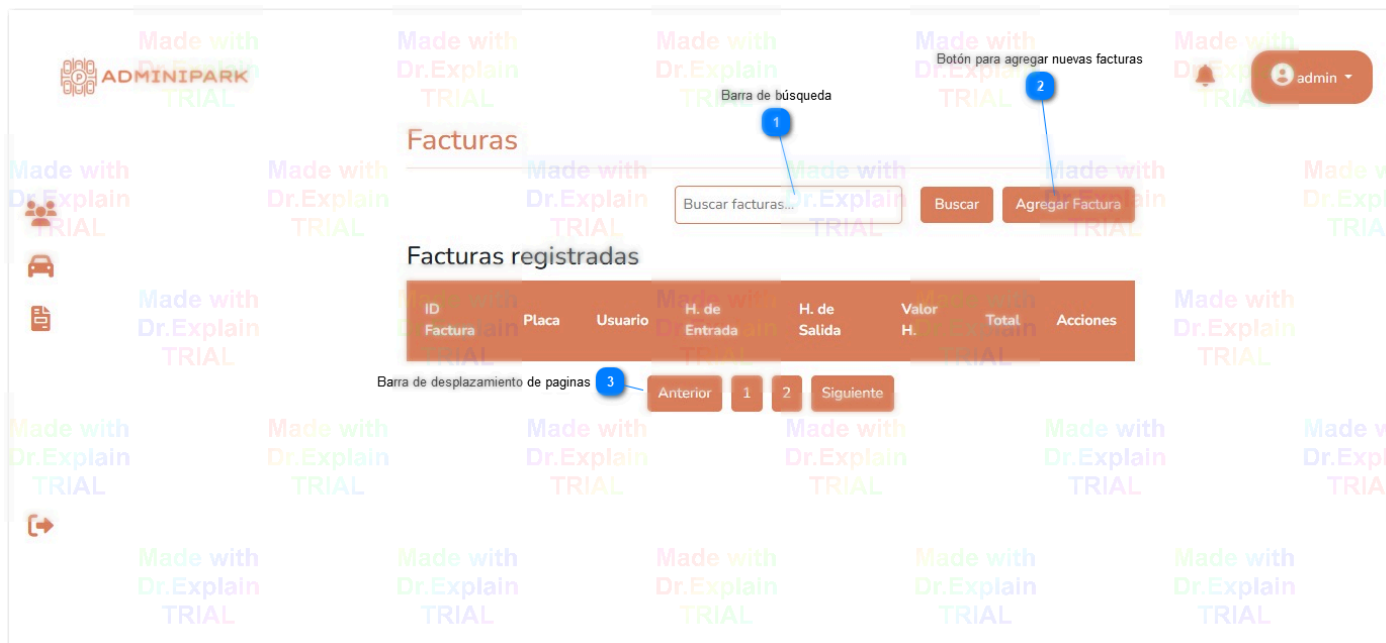 ADMINIPARK
Botón para agregar nuevas facturas
2
admin
Barra de búsqueda
1
Facturas
Buscar facturas...
Buscar
Agregar Factura
Facturas registradas
ID Factura
Placa
Usuario
H. de Entrada
H. de Salida
Valor H.
Total
Acciones
Barra de desplazamiento de paginas
3
Anterior
1
2
Siguiente
Made with
Dr.Explain
TRIAL